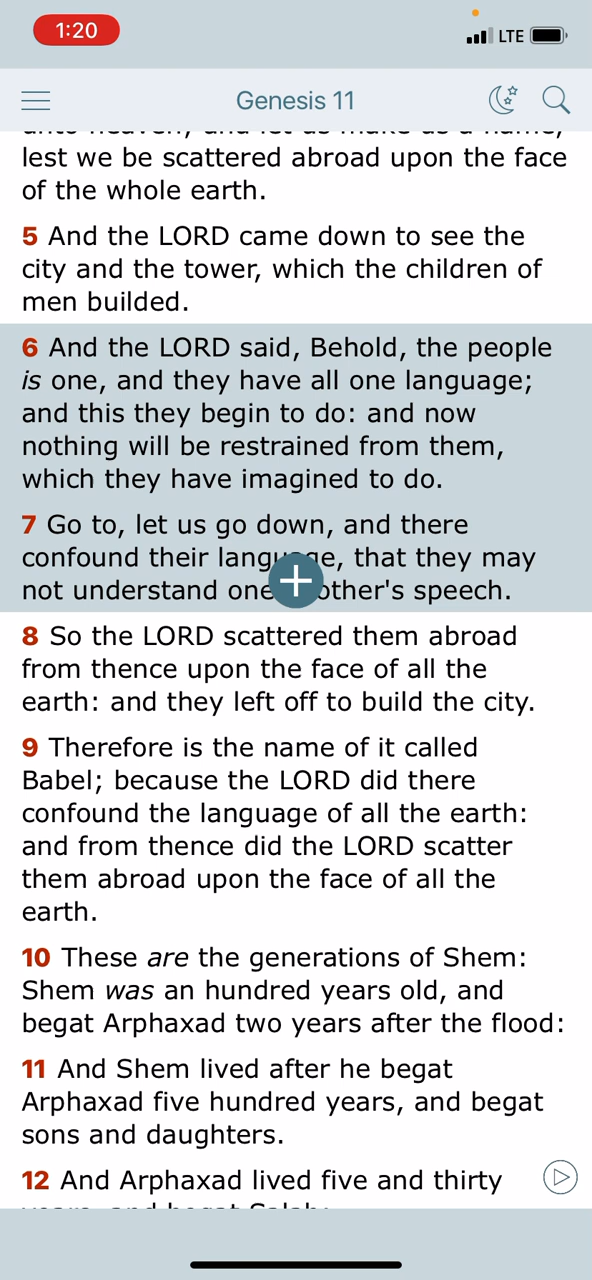 1:20
LTE
Genesis 11
lest we be scattered abroad upon the face
of the whole earth.
5 And the LORD came down to see the
city and the tower, which the children of
men builded.
6 And the LORD said, Behold, the people
is one, and they have all one language;
and this they begin to do: and now
nothing will be restrained from them,
which they have imagined to do.
7 Go to, let us go down, and there
confound their language, that they may
not understand one other's speech.
8 So the LORD scattered them abroad
from thence upon the face of all the
earth: and they left off to build the city.
9 Therefore is the name of it called
Babel; because the LORD did there
confound the language of all the earth:
and from thence did the LORD scatter
them abroad upon the face of all the
earth.
10 These are the generations of Shem:
Shem was an hundred years old, and
begat Arphaxad two years after the flood:
11 And Shem lived after he begat
Arphaxad five hundred years, and begat
sons and daughters.
12 And Arphaxad lived five and thirty